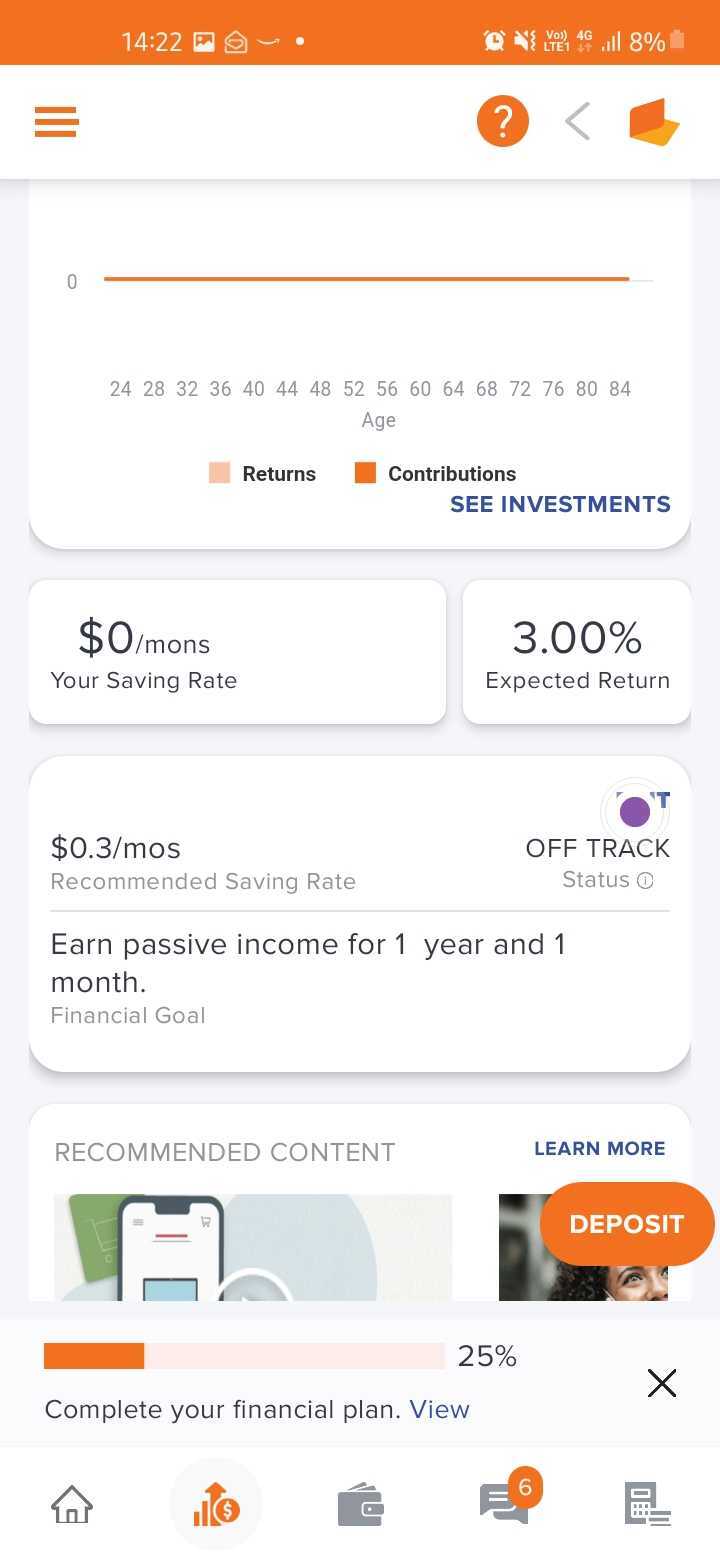 14:22
Vo)) 4G
LTE1
8%
?
0
24 28 32 36 40 44 48 52 56 60 64 68 72 76 80 84
Age
Returns Contributions
SEE INVESTMENTS
$0/mons
Your Saving Rate
3.00%
Expected Return
$0.3/mos
Recommended Saving Rate
OFF TRACK
Status
Earn passive income for 1 year and 1
month.
Financial Goal
RECOMMENDED CONTENT
LEARN MORE
DEPOSIT
25%
Complete your financial plan. View
6